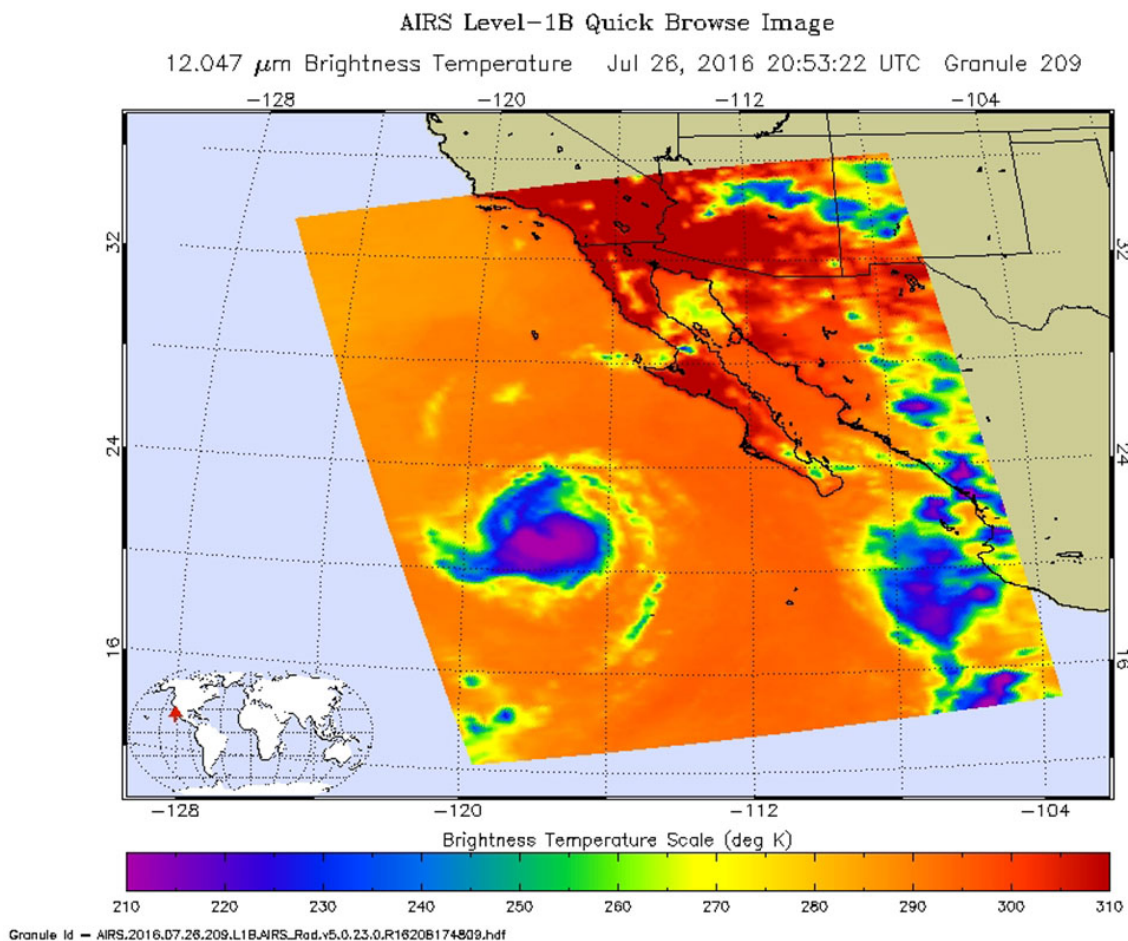 AIRS Level-1B Quick Browse Image
12.047 μm Brightness Temperature Jul 26, 2016 20:53:22 UTC Granule 209
-128 -120 -112 -104
32 32
24 24
16 16
-128 -120 -112 -104
Brightness Temperature Scale (deg K)
210 220 230 240 250 260 270 280 290 300 310
Granule Id - AIRS.2016.07.26.209.L1B.AIRS_Rad.v5.0.23.0.R16208174809.hdf